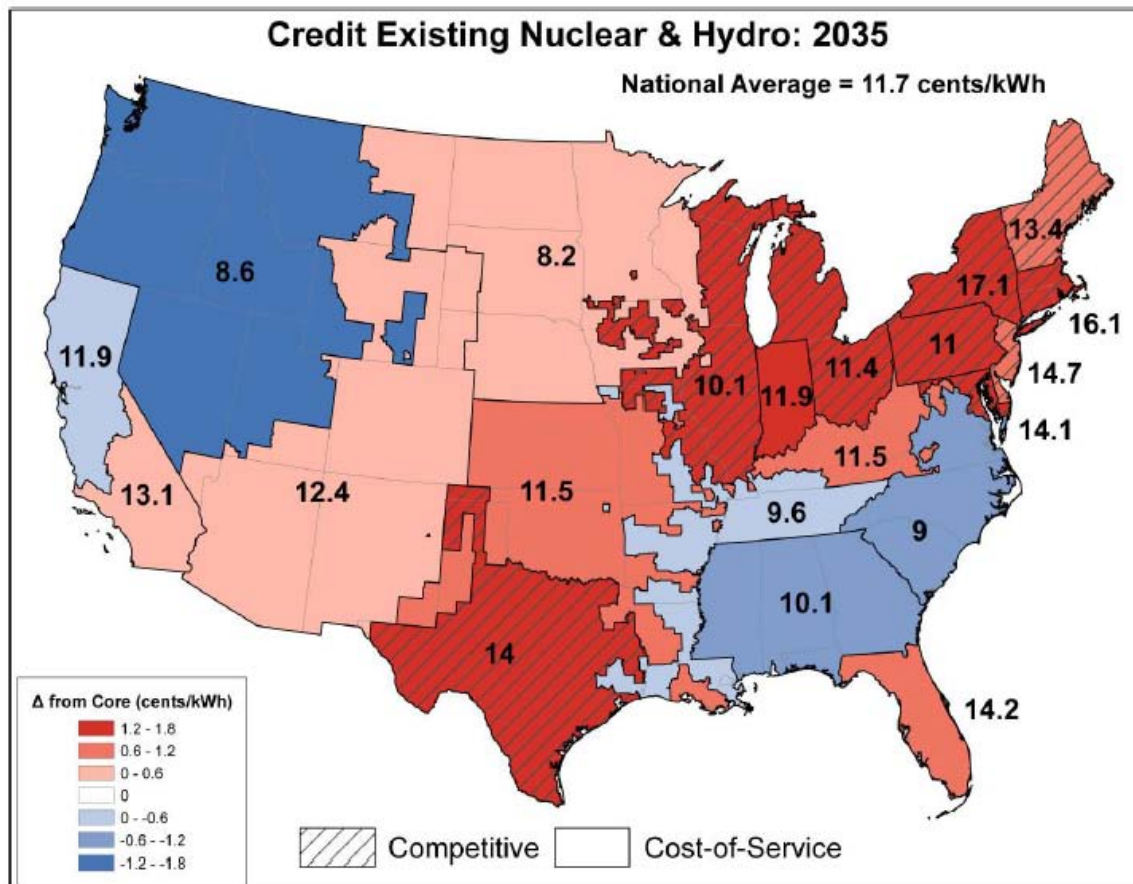 Credit Existing Nuclear & Hydro: 2035
National Average = 11.7 cents/kWh
8.6
8.2
13.4
17.1
16.1
11.9
10.1
11.9
11.4
11
14.7
14.1
13.1
12.4
11.5
11.5
9.6
9
10.1
14
14.2
Δ from Core (cents/kWh)
1.2 - 1.8
0.6 - 1.2
0 - 0.6
0
0 - -0.6
-0.6 - -1.2
-1.2 - -1.8
Competitive
Cost-of-Service